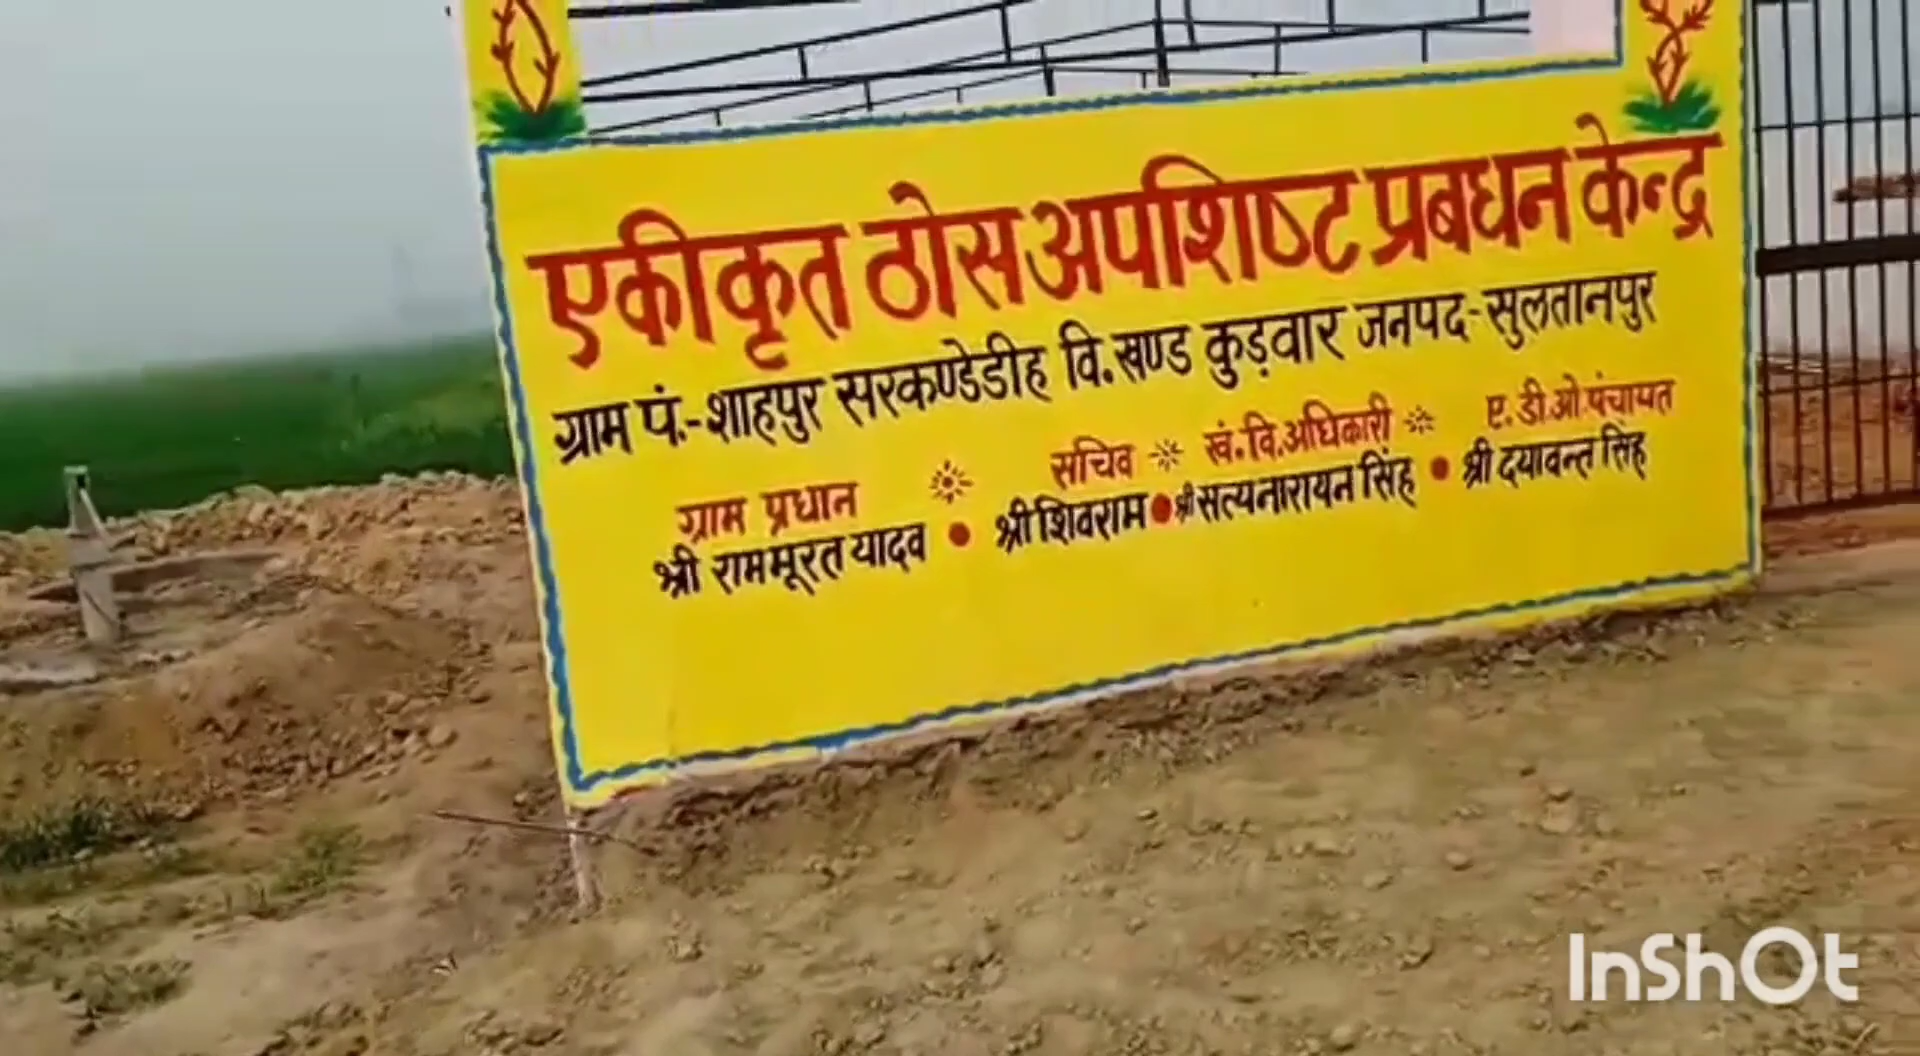 एकीकृत ठोस अपशिष्ट प्रबधन केन्द्र
ग्राम पं.-शाहपुर सरकण्डेडीह वि.खण्ड कुड़वार जनपद-सुलतानपुर
ग्राम प्रधान सचिव खं.वि.अधिकारी ए.डी.ओ.पंचायत
श्री राममूरत यादव • श्री शिवराम • श्री सत्यनारायन सिंह • श्री दयावन्त सिंह
InShOt